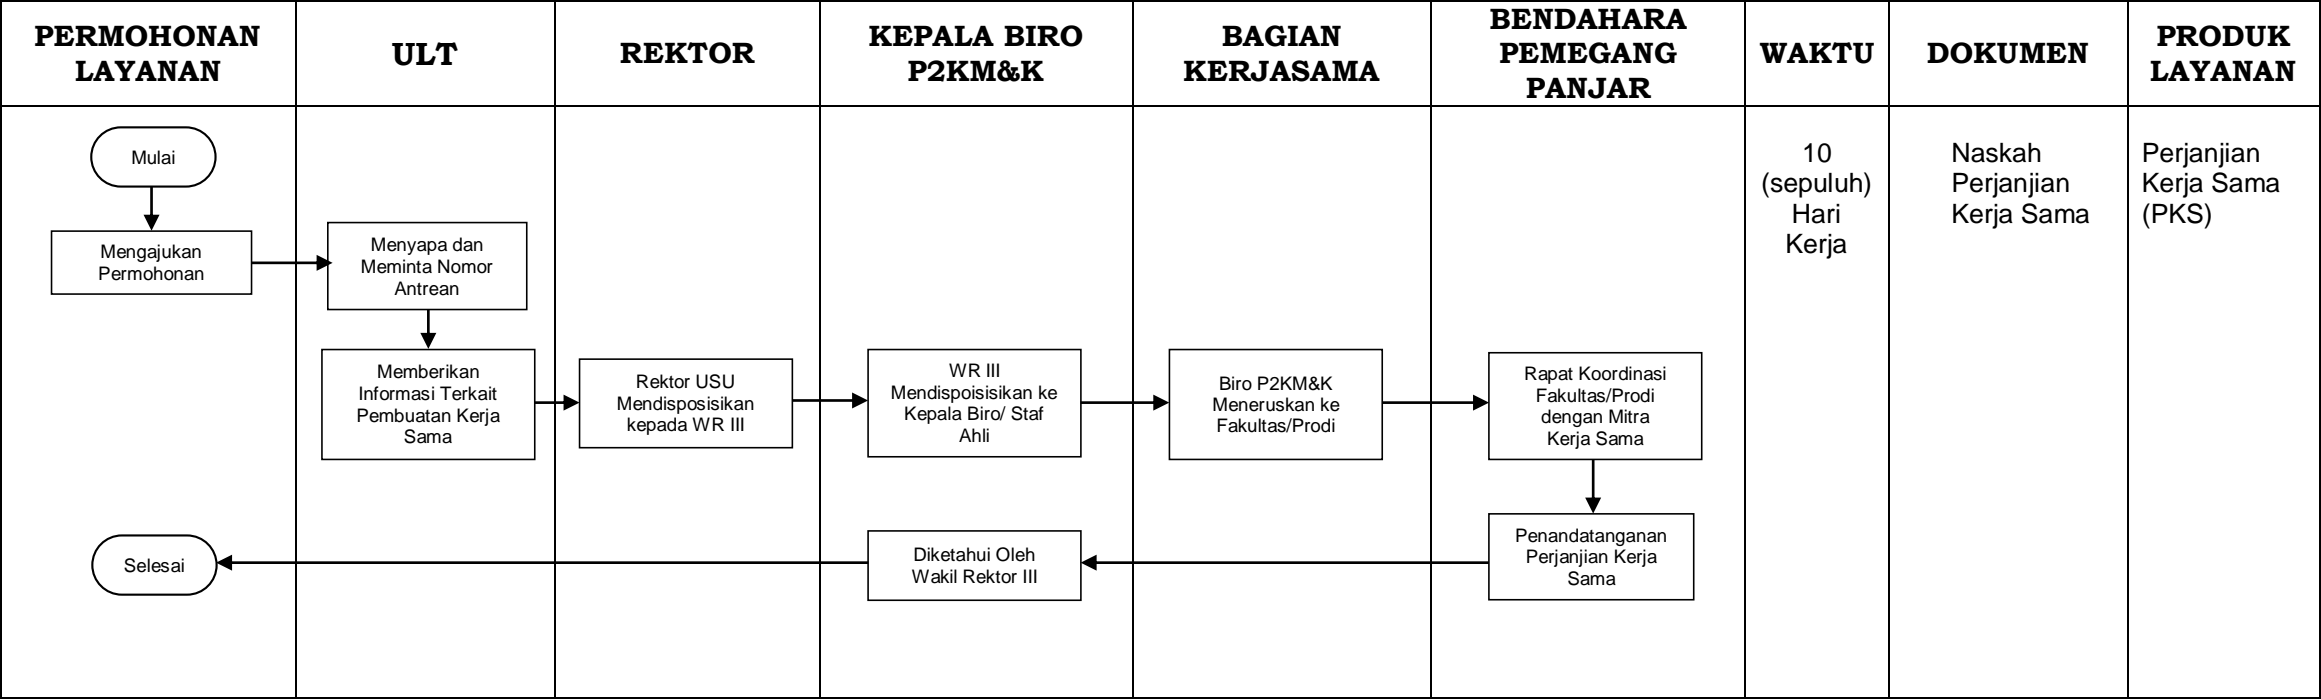 PERMOHONAN
LAYANAN
ULT
REKTOR
KEPALA BIRO
P2KM&K
BAGIAN
KERJASAMA
BENDAHARA
PEMEGANG
PANJAR
WAKTU
DOKUMEN
PRODUK
LAYANAN
Mulai
Mengajukan
Permohonan
Menyapa dan
Meminta Nomor
Antrean
Memberikan
Informasi Terkait
Pembuatan Kerja
Sama
Rektor USU
Mendisposisikan
kepada WR III
WR III
Mendispoisisikan ke
Kepala Biro/ Staf
Ahli
Biro P2KM&K
Meneruskan ke
Fakultas/Prodi
Rapat Koordinasi
Fakultas/Prodi
dengan Mitra
Kerja Sama
Penandatanganan
Perjanjian Kerja
Sama
Diketahui Oleh
Wakil Rektor III
Selesai
10
(sepuluh)
Hari
Kerja
Naskah
Perjanjian
Kerja Sama
Perjanjian
Kerja Sama
(PKS)